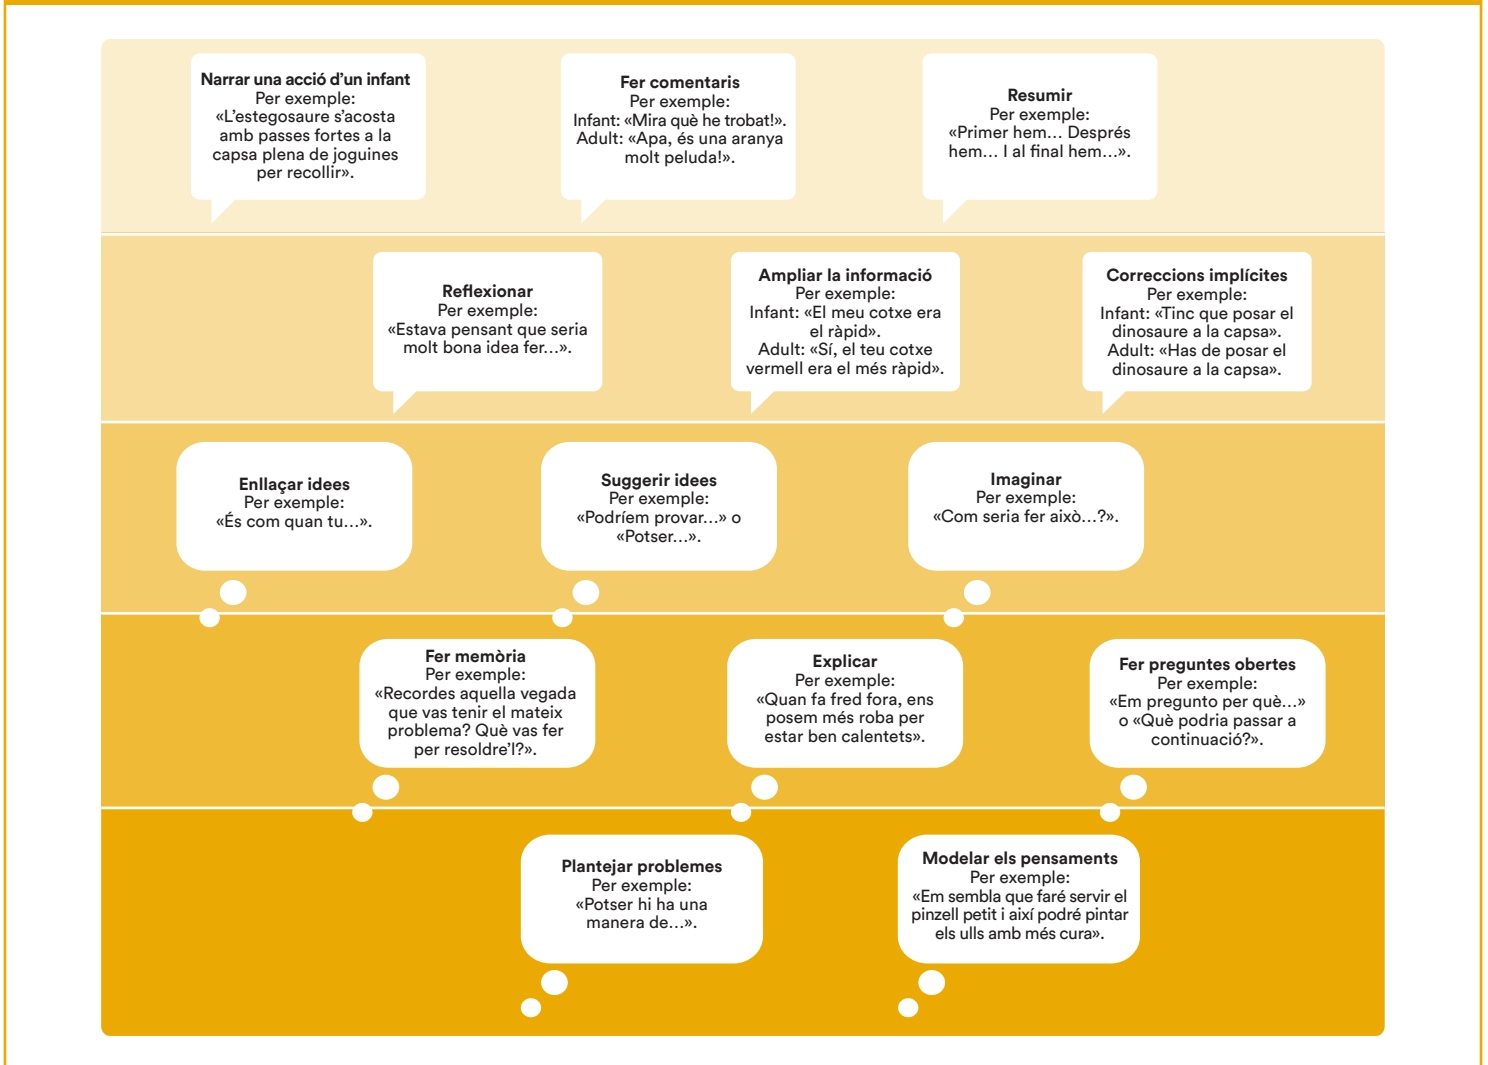 Narrar una acció d'un infant
Per exemple:
«L'estegosaure s'acosta
amb passes fortes a la
capsa plena de joguines
per recollir».
Fer comentaris
Per exemple:
Infant: «Mira què he trobat!».
Adult: «Apa, és una aranya
molt peluda!».
Resumir
Per exemple:
«Primer hem… Després
hem… I al final hem…».
Reflexionar
Per exemple:
«Estava pensant que seria
molt bona idea fer…».
Ampliar la informació
Per exemple:
Infant: «El meu cotxe era
el ràpid».
Adult: «Sí, el teu cotxe
vermell era el més ràpid».
Correccions implícites
Per exemple:
Infant: «Tinc que posar el
dinosaure a la capsa».
Adult: «Has de posar el
dinosaure a la capsa».
Enllaçar idees
Per exemple:
«És com quan tu…».
Suggerir idees
Per exemple:
«Podríem provar…» o
«Potser…».
Imaginar
Per exemple:
«Com seria fer això…?».
Fer memòria
Per exemple:
«Recordes aquella vegada
que vas tenir el mateix
problema? Què vas fer
per resoldre'l?».
Explicar
Per exemple:
«Quan fa fred fora, ens
posem més roba per
estar ben calentets».
Fer preguntes obertes
Per exemple:
«Em pregunto per què…»
o «Què podria passar a
continuació?».
Plantejar problemes
Per exemple:
«Potser hi ha una
manera de…».
Modelar els pensaments
Per exemple:
«Em sembla que faré servir el
pinzell petit i així podré pintar
els ulls amb més cura».